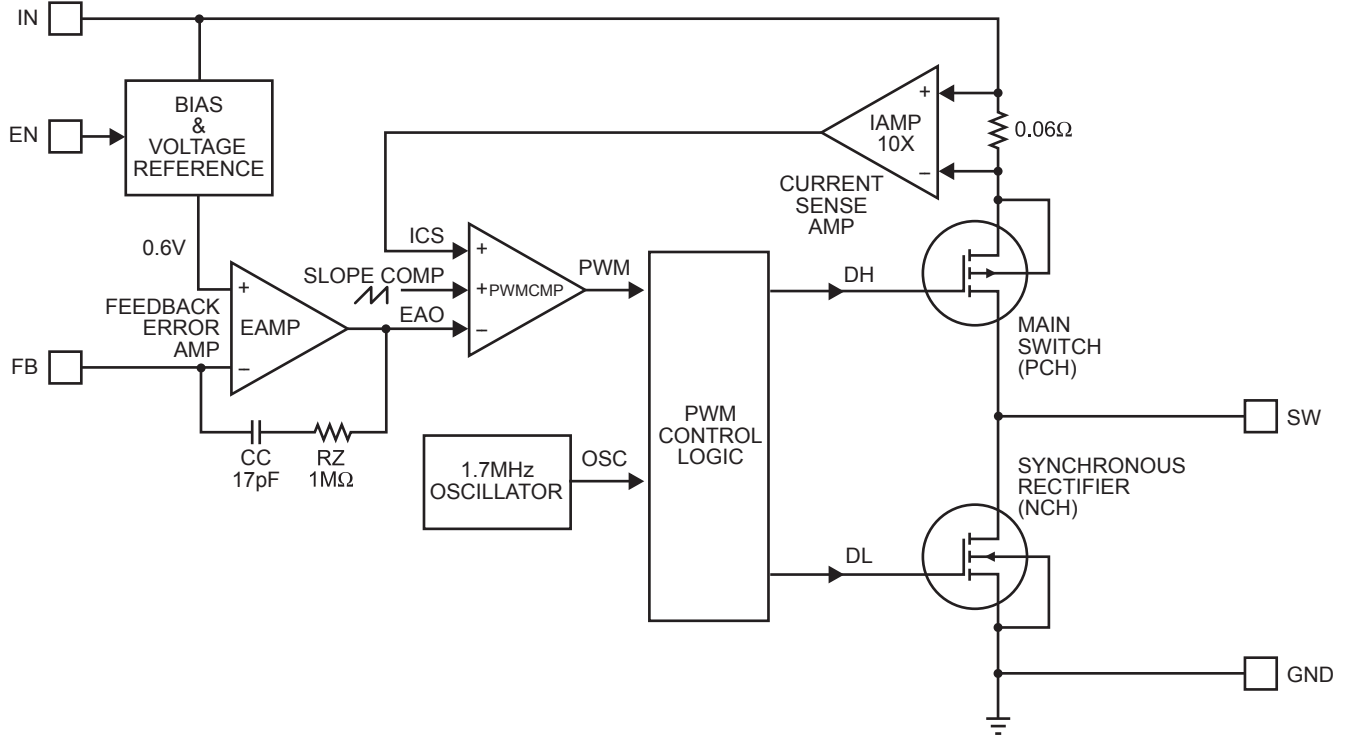 IN
BIAS
&
VOLTAGE
REFERENCE
EN
+
IAMP
10X
–
0.06Ω
CURRENT
SENSE
AMP
0.6V
ICS
+
SLOPE COMP
+
PWMCMP
EAO
–
PWM
DH
FEEDBACK
ERROR
AMP
+
EAMP
–
FB
MAIN
SWITCH
(PCH)
CC
17pF
RZ
1MΩ
1.7MHz
OSCILLATOR
OSC
PWM
CONTROL
LOGIC
SW
SYNCHRONOUS
RECTIFIER
(NCH)
DL
GND